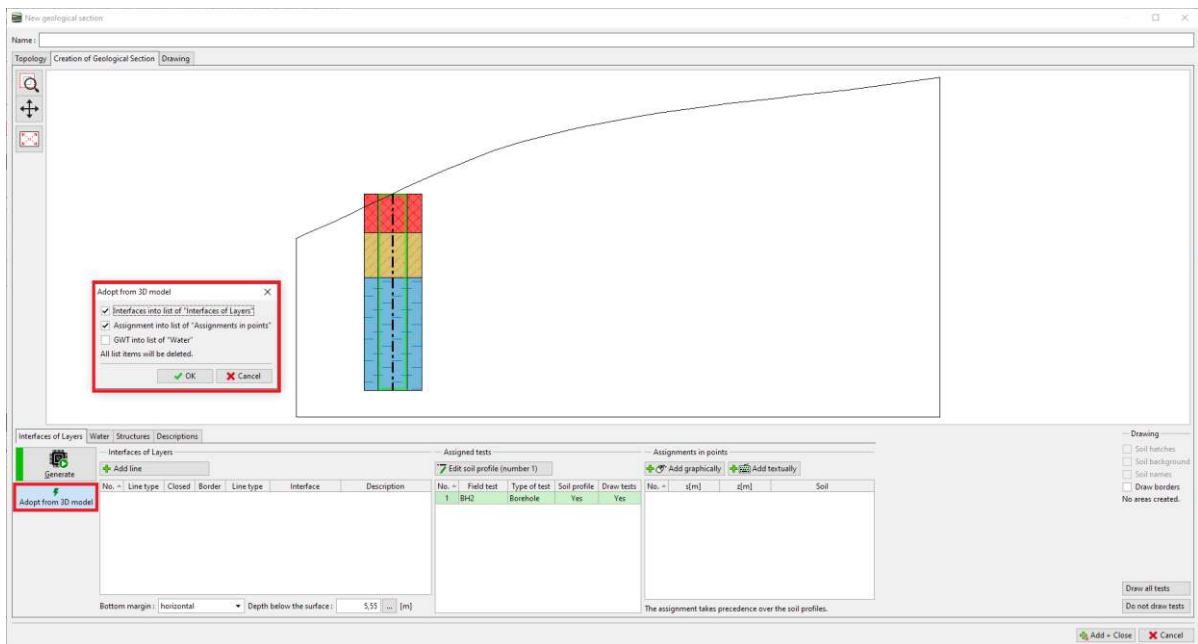 New geological section
Name :
Topology Creation of Geological Section Drawing
Adopt from 3D model
Interfaces into list of "Interfaces of Layers"
Assignment into list of "Assignments in points"
GWT into list of "Water"
All list items will be deleted.
OK Cancel
Interfaces of Layers Water Structures Descriptions
Generate
Adopt from 3D model
Interfaces of Layers
Add line
No. Line type Closed Border Line type Interface Description
Bottom margin : horizontal Depth below the surface : 5,55 ... [m]
Assigned tests
Edit soil profile (number 1)
No. Field test Type of test Soil profile Draw tests
1 BH2 Borehole Yes Yes
Assignments in points
Add graphically Add textually
No. s[m] z[m] Soil
The assignment takes precedence over the soil profiles.
Drawing
Soil hatches
Soil background
Soil names
Draw borders
No areas created.
Draw all tests
Do not draw tests
Add + Close Cancel